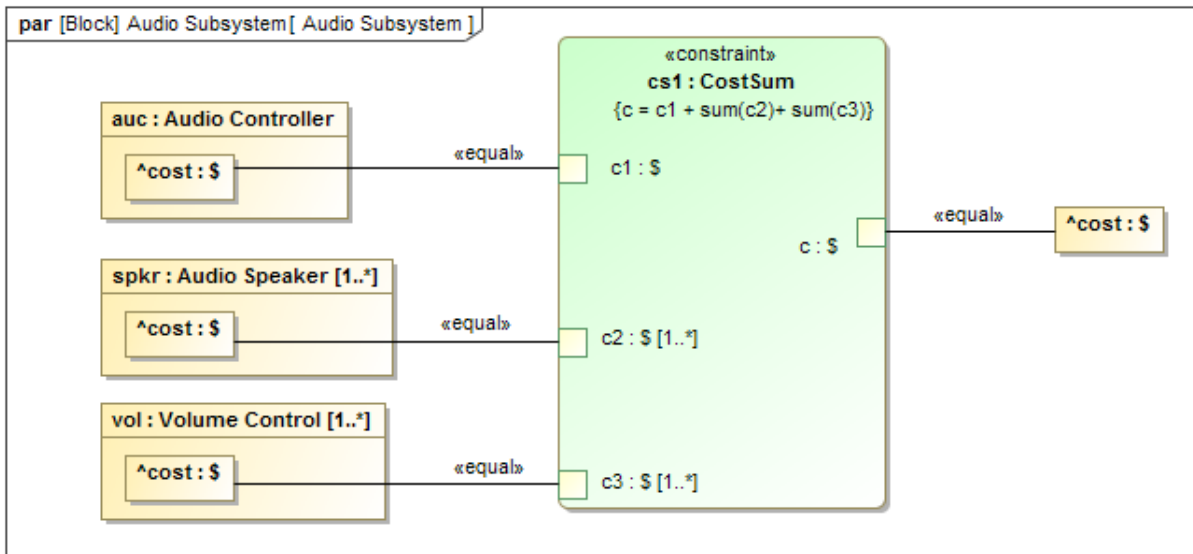 par [Block] Audio Subsystem [ Audio Subsystem ]
«constraint»
cs1 : CostSum
{c = c1 + sum(c2)+ sum(c3)}
auc : Audio Controller
^cost : $
«equal»
c1 : $
c : $
«equal»
^cost : $
spkr : Audio Speaker [1..*]
^cost : $
«equal»
c2 : $ [1..*]
vol : Volume Control [1..*]
^cost : $
«equal»
c3 : $ [1..*]